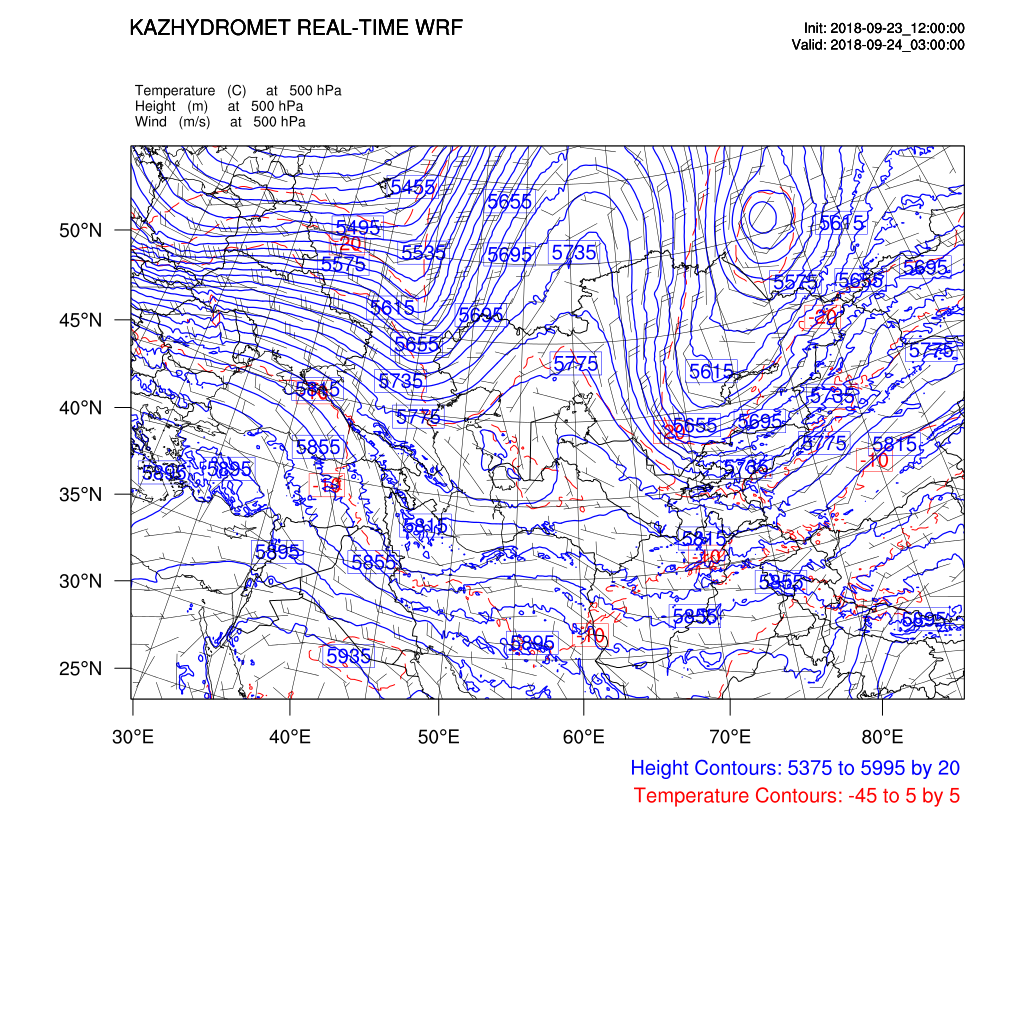 KAZHYDROMET REAL-TIME WRF
Init: 2018-09-23_12:00:00
Valid: 2018-09-24_03:00:00
Temperature (C) at 500 hPa
Height (m) at 500 hPa
Wind (m/s) at 500 hPa
5455
5655
5495
5615
50°N
-20
5535
5695
5735
5575
5695
5575
5655
5615
5695
45°N
-20
5655
5775
5775
5735
5615
5815
-10
5735
40°N
5775
5695
5655
-20
5855
5775
5815
5895
5895
5735
-10
-10
35°N
5815
5815
5895
5855
-10
30°N
5855
5855
5895
5895
-10
5935
25°N
30°E
40°E
50°E
60°E
70°E
80°E
Height Contours: 5375 to 5995 by 20
Temperature Contours: -45 to 5 by 5